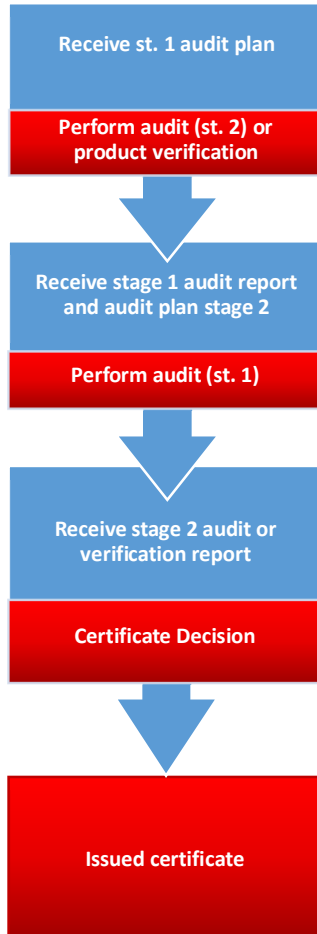 Receive st. 1 audit plan
Perform audit (st. 2) or
product verification
Receive stage 1 audit report
and audit plan stage 2
Perform audit (st. 1)
Receive stage 2 audit or
verification report
Certificate Decision
Issued certificate